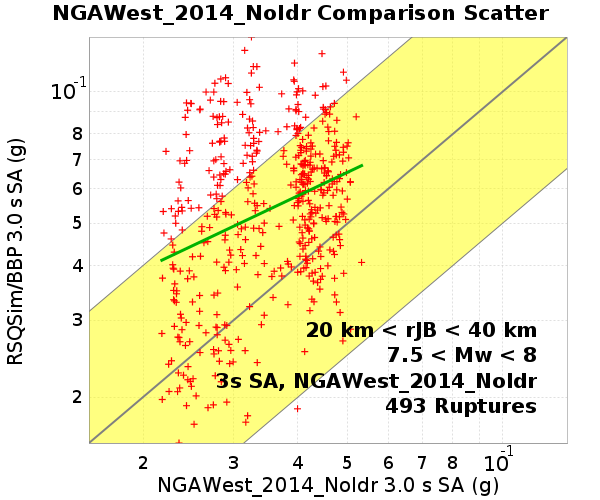 NGAWest_2014_NoIdr Comparison Scatter
RSQSim/BBP 3.0 s SA (g)
10-1
8
7
6
5
4
3
2
20 km < rJB < 40 km
7.5 < Mw < 8
3s SA, NGAWest_2014_NoIdr
493 Ruptures
2 3 4 5 6 7 8 10-1
NGAWest_2014_NoIdr 3.0 s SA (g)